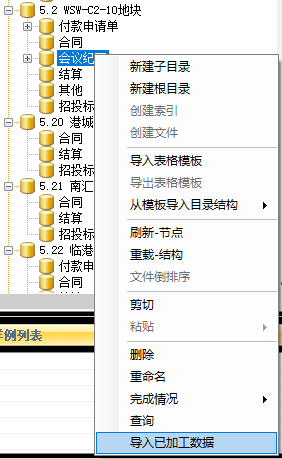 5.2 WSW-C2-10地块
付款申请单
合同
会议纪
结算
其他
招投标
5.20 港城
合同
结算
招投标
5.21 南汇
合同
结算
招投标
5.22 临港
付款申
合同
样例列表
新建子目录
新建根目录
创建索引
创建文件
导入表格模板
导出表格模板
从模板导入目录结构
刷新-节点
重载-结构
文件倒排序
剪切
粘贴
删除
重命名
完成情况
查询
导入已加工数据